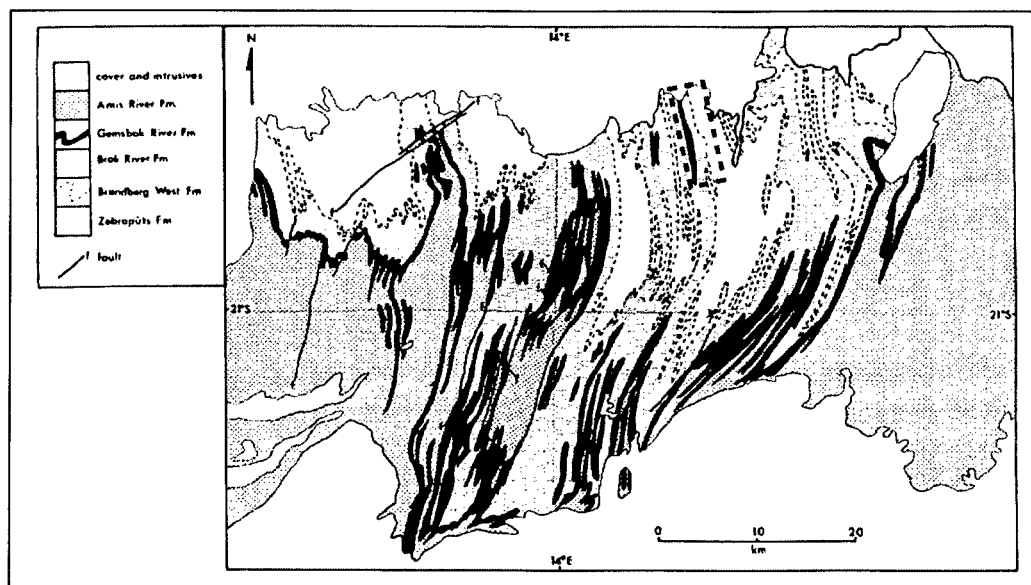 N
14°E
cover and intrusives
Amis River Fm
Gemsbok River Fm
Brak River Fm
Brandberg West Fm
Zebrapüts Fm
fault
21°S
21°S
0 10 20
km
14°E